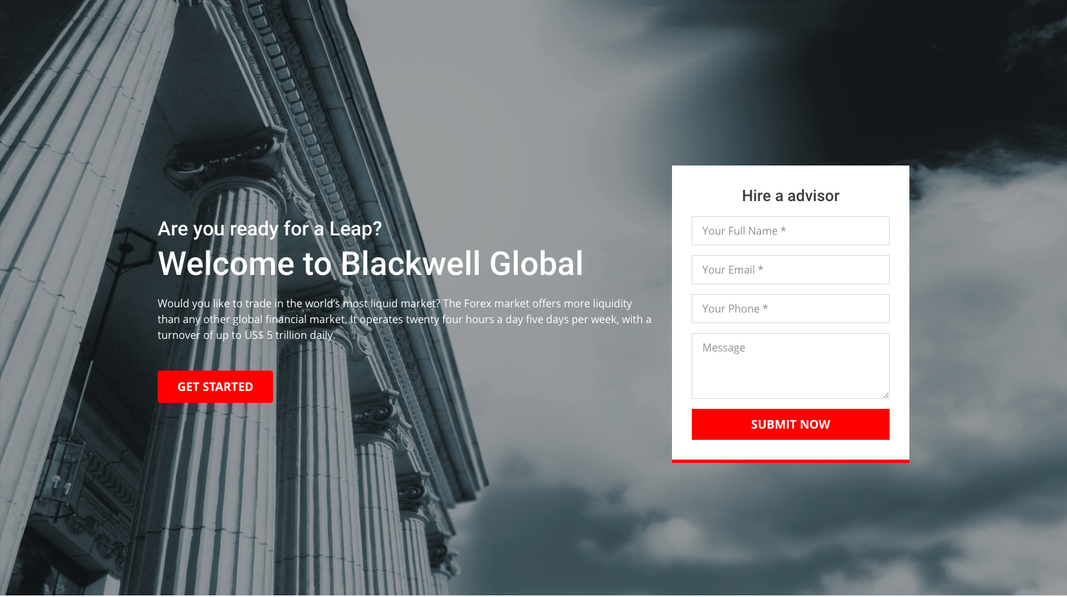 Are you ready for a Leap?
Welcome to Blackwell Global
Would you like to trade in the world's most liquid market? The Forex market offers more liquidity
than any other global financial market. It operates twenty four hours a day five days per week, with a
turnover of up to US$ 5 trillion daily.
GET STARTED
Hire a advisor
Your Full Name *
Your Email *
Your Phone *
Message
SUBMIT NOW